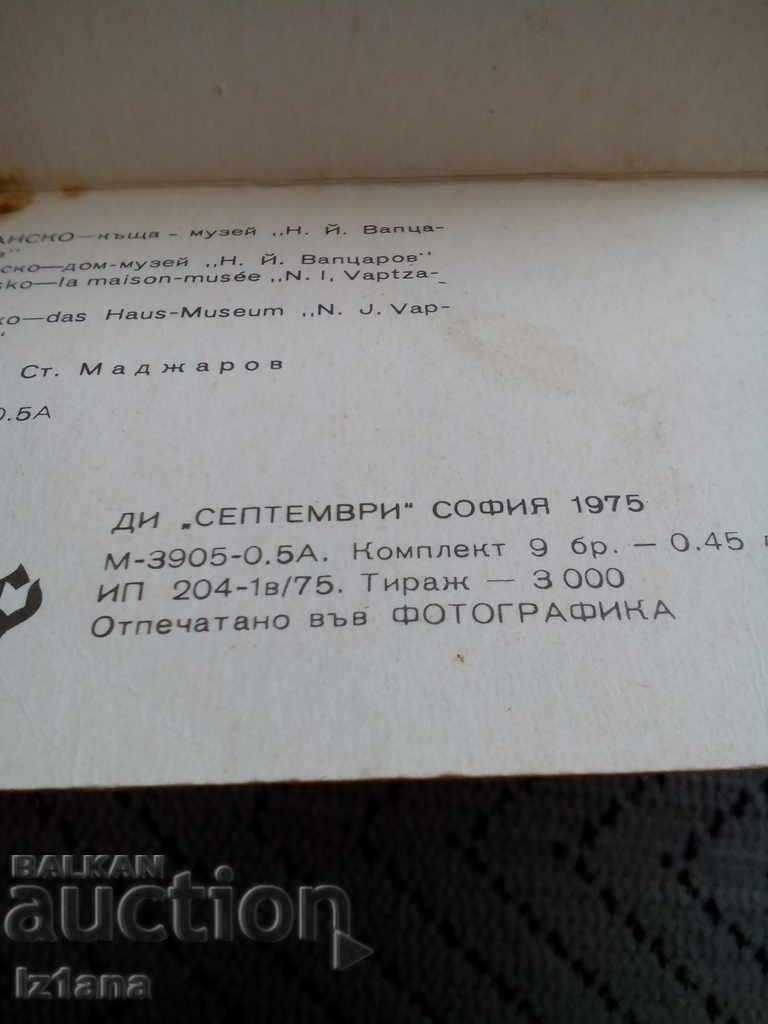 АНСКО—къща - музей „Н. Й. Вапца-
ско—дом-музей „Н. Й. Вапцаров"
sko—la maison-musée „N. I, Vaptza-
ko—das Haus-Museum „N. J. Vap-
Ст. Маджаров
0.5А
ДИ „СЕПТЕМВРИ" СОФИЯ 1975
М-3905-0.5А. Комплект 9 бр. — 0.45
ИП 204-1в/75. Тираж — 3 000
Отпечатано във ФОТОГРАФИКА
BALKAN
auction
Iz1ana